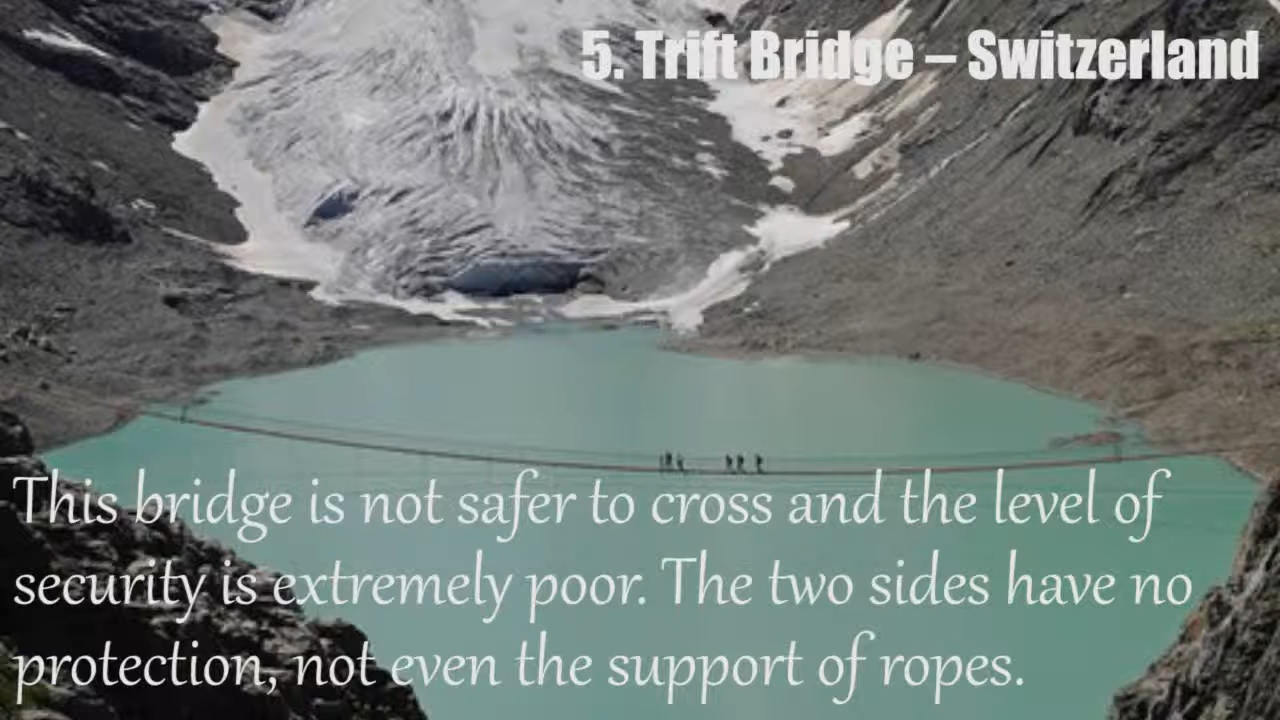 5. Trift Bridge – Switzerland
This bridge is not safer to cross and the level of
security is extremely poor. The two sides have no
protection, not even the support of ropes.